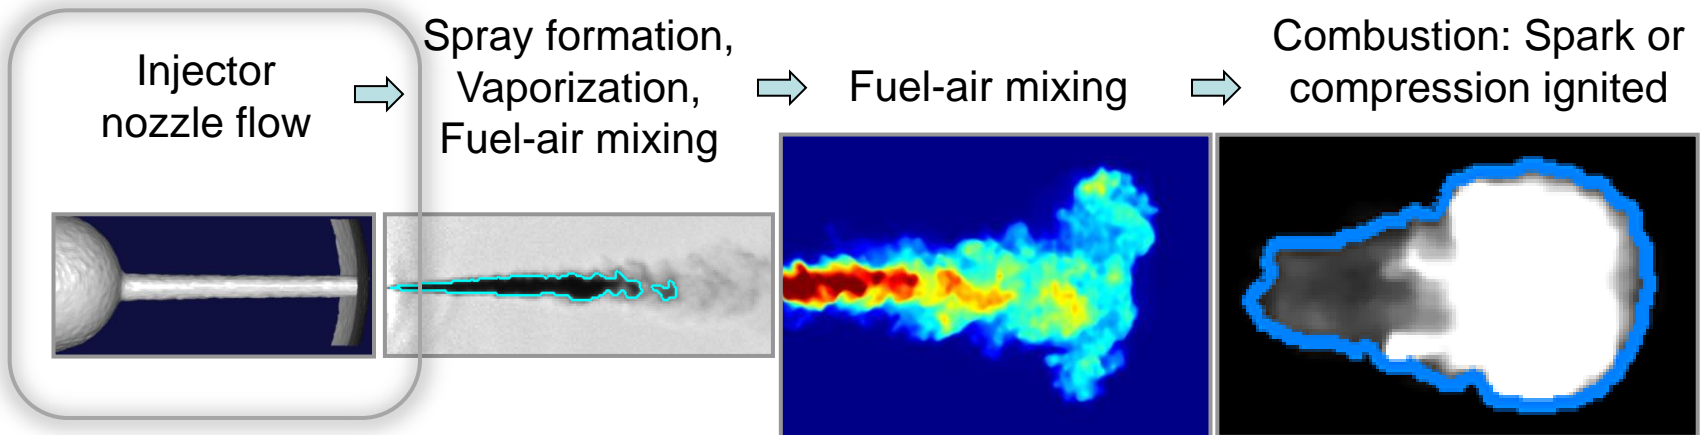 Injector
nozzle flow
Spray formation,
Vaporization,
Fuel-air mixing
Fuel-air mixing
Combustion: Spark or
compression ignited